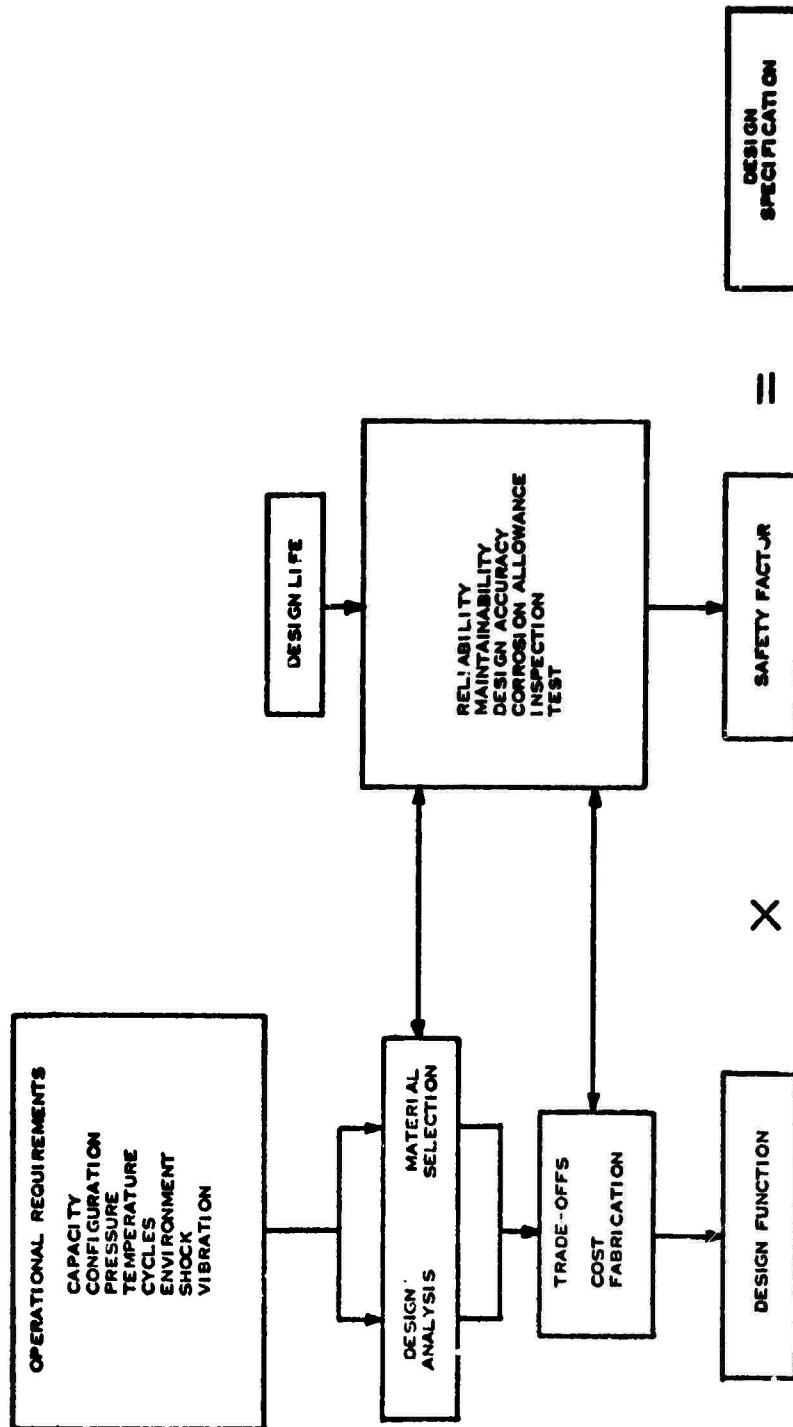 OPERATIONAL REQUIREMENTS
CAPACITY
CONFIGURATION
PRESSURE
TEMPERATURE
CYCLES
ENVIRONMENT
SHOCK
VIBRATION
DESIGN
ANALYSIS
MATERIAL
SELECTION
TRADE-OFFS
COST
FABRICATION
DESIGN FUNCTION
X
DESIGN LIFE
RELIABILITY
MAINTAINABILITY
DESIGN ACCURACY
CORROSION ALLOWANCE
INSPECTION
TEST
SAFETY FACTOR
=
DESIGN
SPECIFICATION